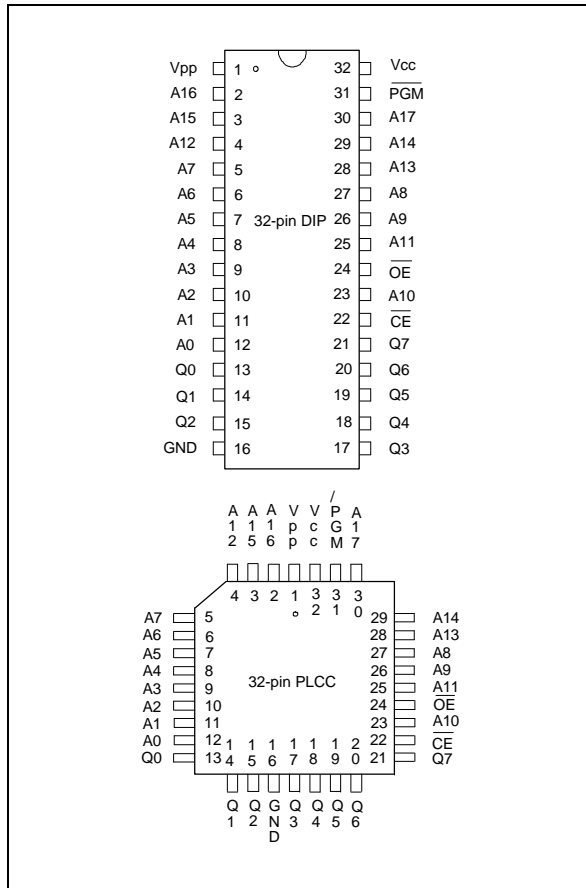 Vpp 1 32 Vcc
A16 2 31 PGM
A15 3 30 A17
A12 4 29 A14
A7 5 28 A13
A6 6 27 A8
A5 7 32-pin DIP 26 A9
A4 8 25 A11
A3 9 24 OE
A2 10 23 A10
A1 11 22 CE
A0 12 21 Q7
Q0 13 20 Q6
Q1 14 19 Q5
Q2 15 18 Q4
GND 16 17 Q3
A12 A15 A16 Vpp Vcc /PGM A17
4 3 2 1 32 31 30
A7 5 29 A14
A6 6 28 A13
A5 7 27 A8
A4 8 26 A9
A3 9 32-pin PLCC 25 A11
A2 10 24 OE
A1 11 23 A10
A0 12 22 CE
Q0 13 21 Q7
14 15 16 17 18 19 20
Q1 Q2 GND Q3 Q4 Q5 Q6